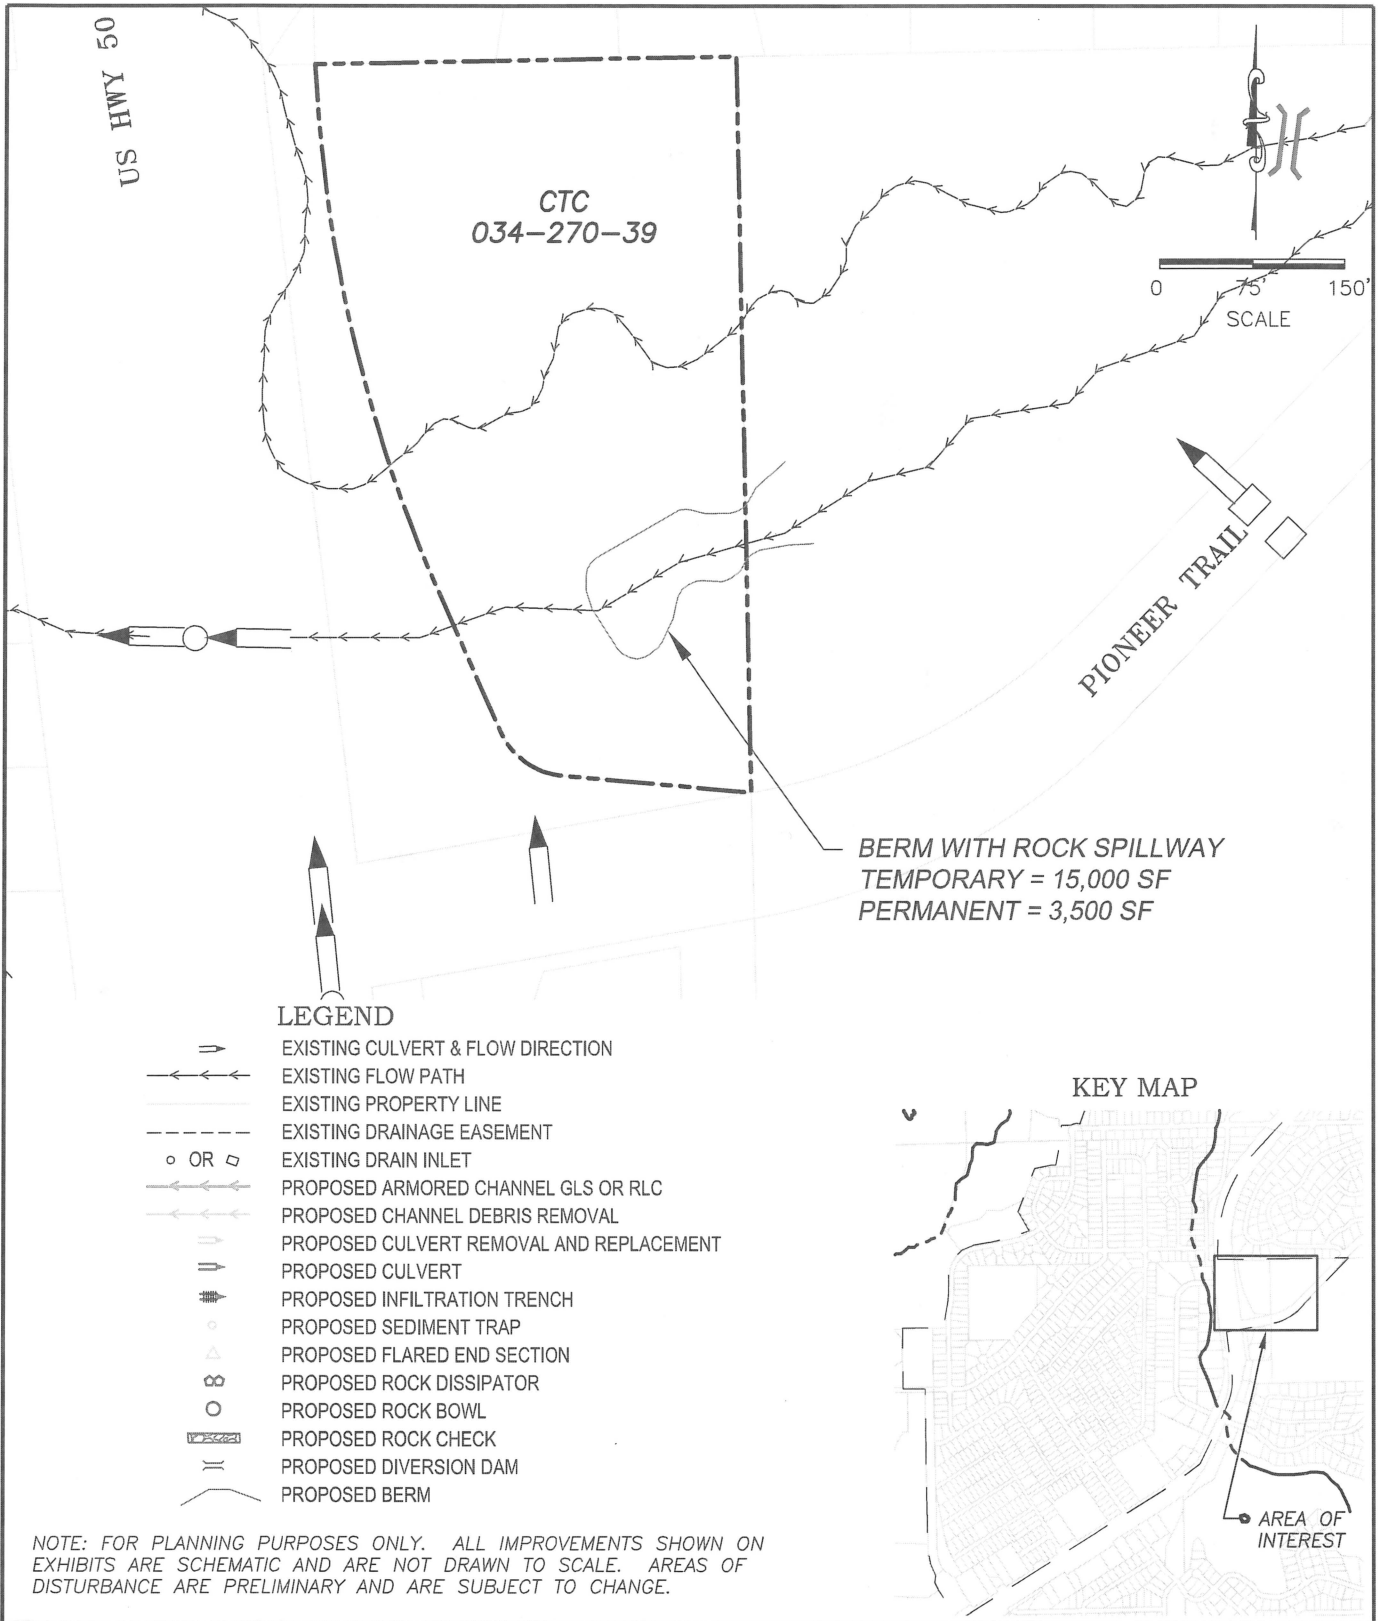 US HWY 50
CTC
034-270-39
0 75' 150'
SCALE
PIONEER TRAIL
BERM WITH ROCK SPILLWAY
TEMPORARY = 15,000 SF
PERMANENT = 3,500 SF
LEGEND
EXISTING CULVERT & FLOW DIRECTION
EXISTING FLOW PATH
EXISTING PROPERTY LINE
EXISTING DRAINAGE EASEMENT
OR EXISTING DRAIN INLET
PROPOSED ARMORED CHANNEL GLS OR RLC
PROPOSED CHANNEL DEBRIS REMOVAL
PROPOSED CULVERT REMOVAL AND REPLACEMENT
PROPOSED CULVERT
PROPOSED INFILTRATION TRENCH
PROPOSED SEDIMENT TRAP
PROPOSED FLARED END SECTION
PROPOSED ROCK DISSIPATOR
PROPOSED ROCK BOWL
PROPOSED ROCK CHECK
PROPOSED DIVERSION DAM
PROPOSED BERM
KEY MAP
AREA OF
INTEREST
NOTE: FOR PLANNING PURPOSES ONLY. ALL IMPROVEMENTS SHOWN ON
EXHIBITS ARE SCHEMATIC AND ARE NOT DRAWN TO SCALE. AREAS OF
DISTURBANCE ARE PRELIMINARY AND ARE SUBJECT TO CHANGE.